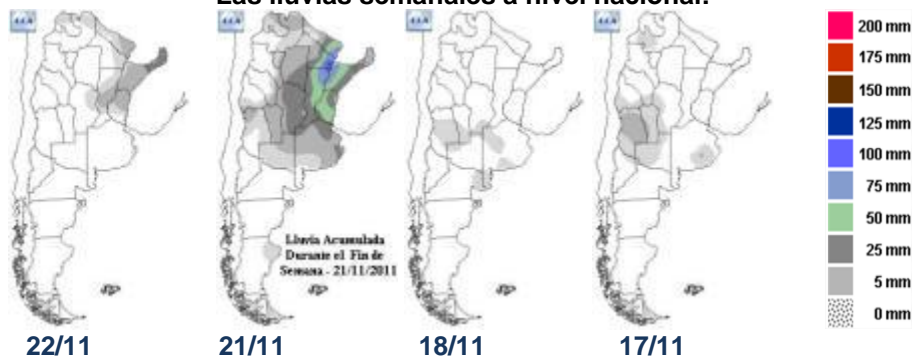 Las lluvias semanales a nivel nacional.
Lluvia Acumulada
Durante el Fin de
Semana - 21/11/2011
22/11
21/11
18/11
17/11
200 mm
175 mm
150 mm
125 mm
100 mm
75 mm
50 mm
25 mm
5 mm
0 mm